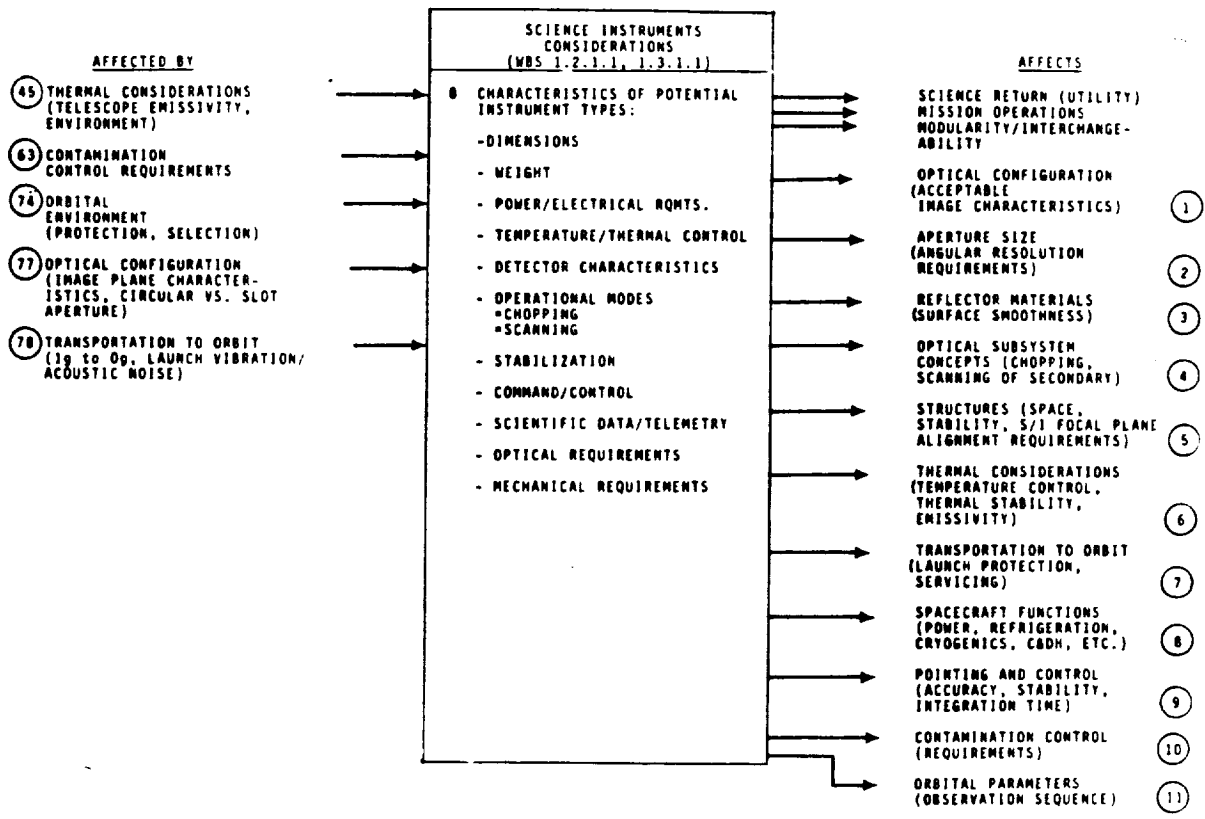 SCIENCE INSTRUMENTS
CONSIDERATIONS
(WBS 1.2.1.1, 1.3.1.1)
AFFECTED BY
45 THERMAL CONSIDERATIONS
(TELESCOPE EMISSIVITY,
ENVIRONMENT)
63 CONTAMINATION
CONTROL REQUIREMENTS
74 ORBITAL
ENVIRONMENT
(PROTECTION, SELECTION)
77 OPTICAL CONFIGURATION
(IMAGE PLANE CHARACTER-
ISTICS, CIRCULAR VS. SLOT
APERTURE)
78 TRANSPORTATION TO ORBIT
(1g to 0g, LAUNCH VIBRATION/
ACOUSTIC NOISE)
CHARACTERISTICS OF POTENTIAL
INSTRUMENT TYPES:
-DIMENSIONS
- WEIGHT
- POWER/ELECTRICAL RQMTS.
- TEMPERATURE/THERMAL CONTROL
- DETECTOR CHARACTERISTICS
- OPERATIONAL MODES
*CHOPPING
*SCANNING
- STABILIZATION
- COMMAND/CONTROL
- SCIENTIFIC DATA/TELEMETRY
- OPTICAL REQUIREMENTS
- MECHANICAL REQUIREMENTS
AFFECTS
SCIENCE RETURN (UTILITY)
MISSION OPERATIONS
MODULARITY/INTERCHANGE-
ABILITY
OPTICAL CONFIGURATION
(ACCEPTABLE
IMAGE CHARACTERISTICS) 1
APERTURE SIZE
(ANGULAR RESOLUTION
REQUIREMENTS) 2
REFLECTOR MATERIALS
(SURFACE SMOOTHNESS) 3
OPTICAL SUBSYSTEM
CONCEPTS (CHOPPING,
SCANNING OF SECONDARY) 4
STRUCTURES (SPACE,
STABILITY, S/I FOCAL PLANE
ALIGNMENT REQUIREMENTS) 5
THERMAL CONSIDERATIONS
(TEMPERATURE CONTROL,
THERMAL STABILITY,
EMISSIVITY) 6
TRANSPORTATION TO ORBIT
(LAUNCH PROTECTION,
SERVICING) 7
SPACECRAFT FUNCTIONS
(POWER, REFRIGERATION,
CRYOGENICS, C&DH, ETC.) 8
POINTING AND CONTROL
(ACCURACY, STABILITY,
INTEGRATION TIME) 9
CONTAMINATION CONTROL
(REQUIREMENTS) 10
ORBITAL PARAMETERS
(OBSERVATION SEQUENCE) 11